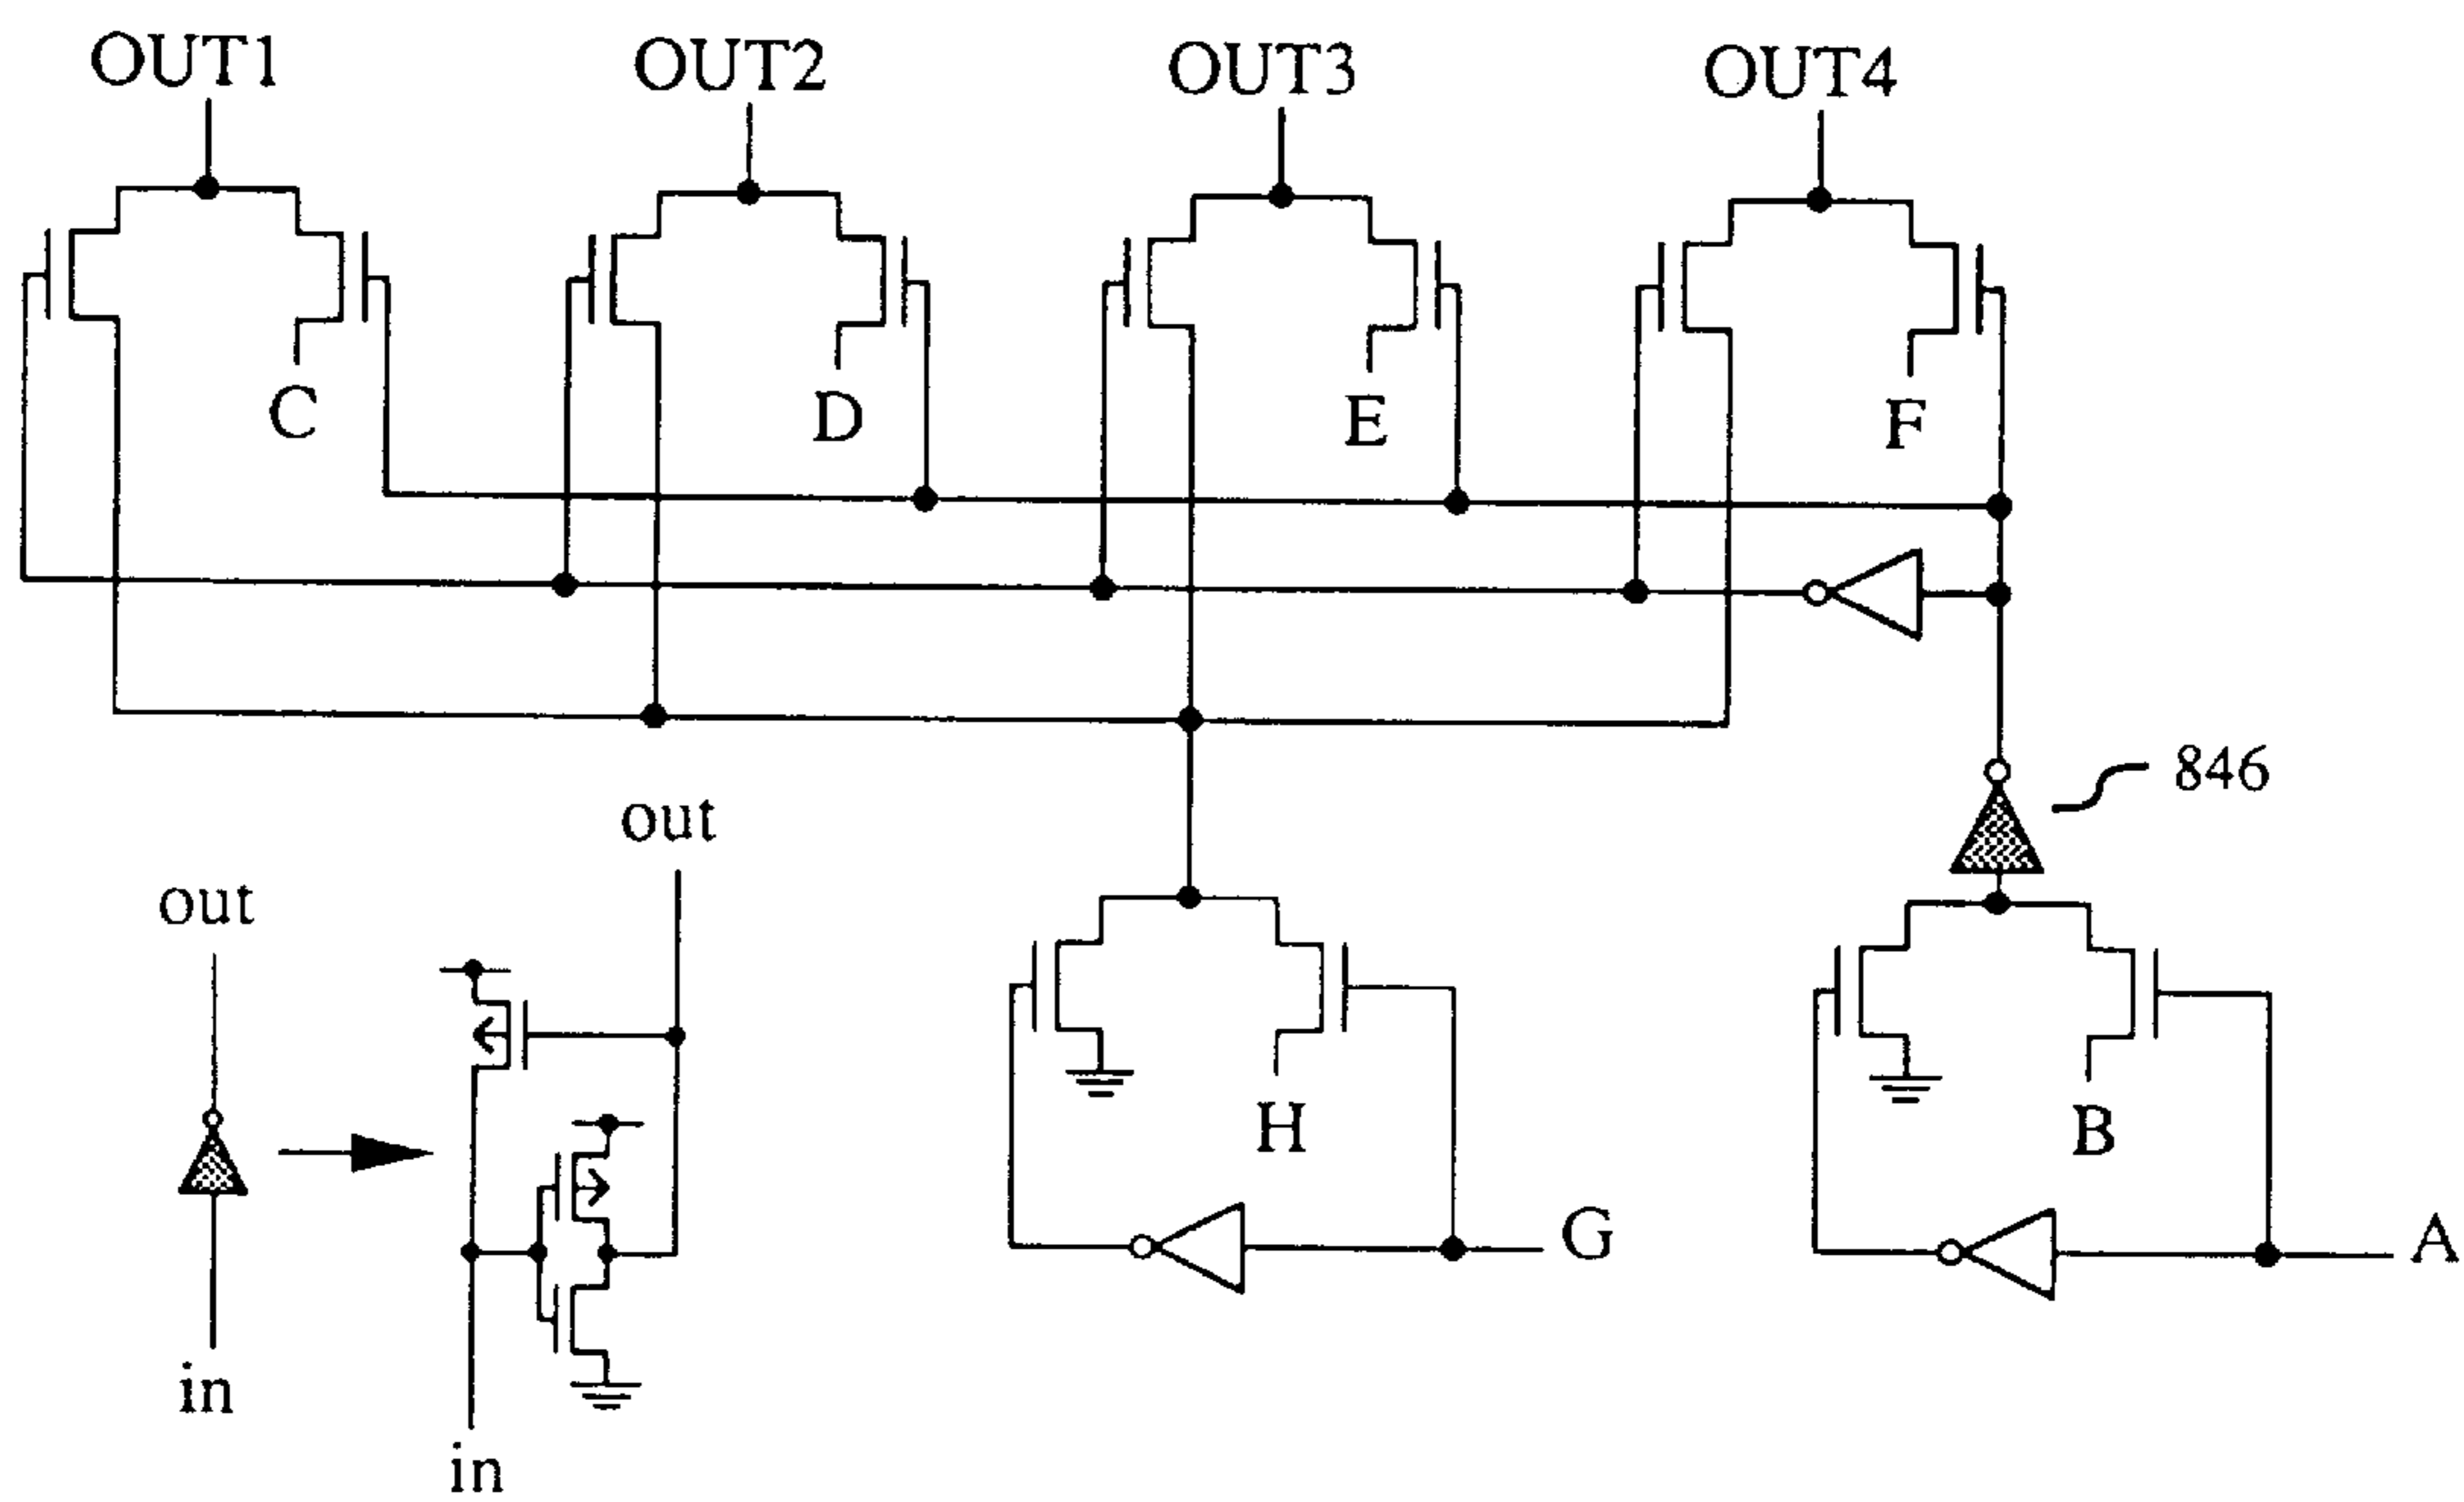 OUT1 OUT2 OUT3 OUT4
C D E F
846
out
out
H B
G A
in
in